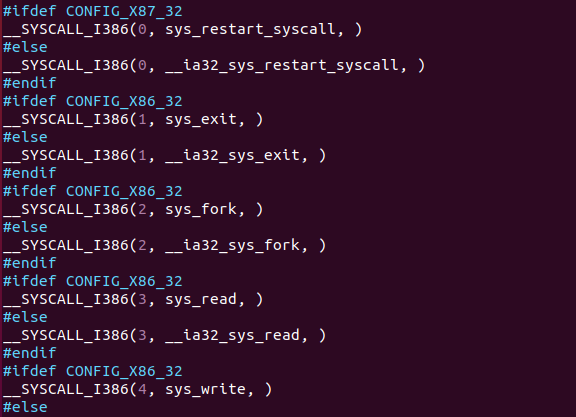 #ifdef CONFIG_X87_32
__SYSCALL_I386(0, sys_restart_syscall, )
#else
__SYSCALL_I386(0, __ia32_sys_restart_syscall, )
#endif
#ifdef CONFIG_X86_32
__SYSCALL_I386(1, sys_exit, )
#else
__SYSCALL_I386(1, __ia32_sys_exit, )
#endif
#ifdef CONFIG_X86_32
__SYSCALL_I386(2, sys_fork, )
#else
__SYSCALL_I386(2, __ia32_sys_fork, )
#endif
#ifdef CONFIG_X86_32
__SYSCALL_I386(3, sys_read, )
#else
__SYSCALL_I386(3, __ia32_sys_read, )
#endif
#ifdef CONFIG_X86_32
__SYSCALL_I386(4, sys_write, )
#else